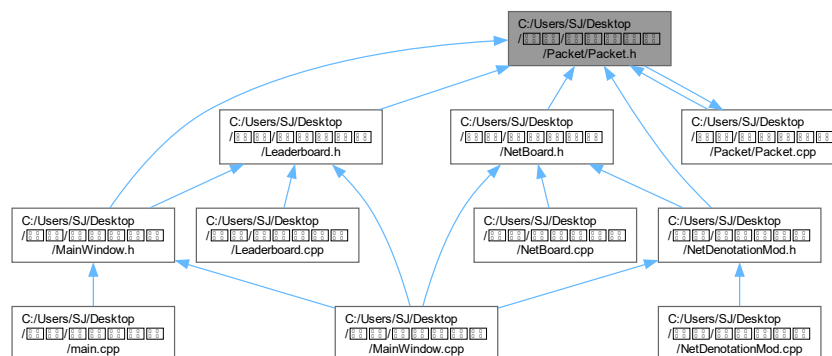 C:/Users/SJ/Desktop
/ /
/Packet/Packet.h
C:/Users/SJ/Desktop
/ /
/Leaderboard.h
C:/Users/SJ/Desktop
/ /
/NetBoard.h
C:/Users/SJ/Desktop
/ /
/Packet/Packet.cpp
C:/Users/SJ/Desktop
/ /
/MainWindow.h
C:/Users/SJ/Desktop
/ /
/Leaderboard.cpp
C:/Users/SJ/Desktop
/ /
/NetBoard.cpp
C:/Users/SJ/Desktop
/ /
/NetDenotationMod.h
C:/Users/SJ/Desktop
/ /
/main.cpp
C:/Users/SJ/Desktop
/ /
/MainWindow.cpp
C:/Users/SJ/Desktop
/ /
/NetDenotationMod.cpp